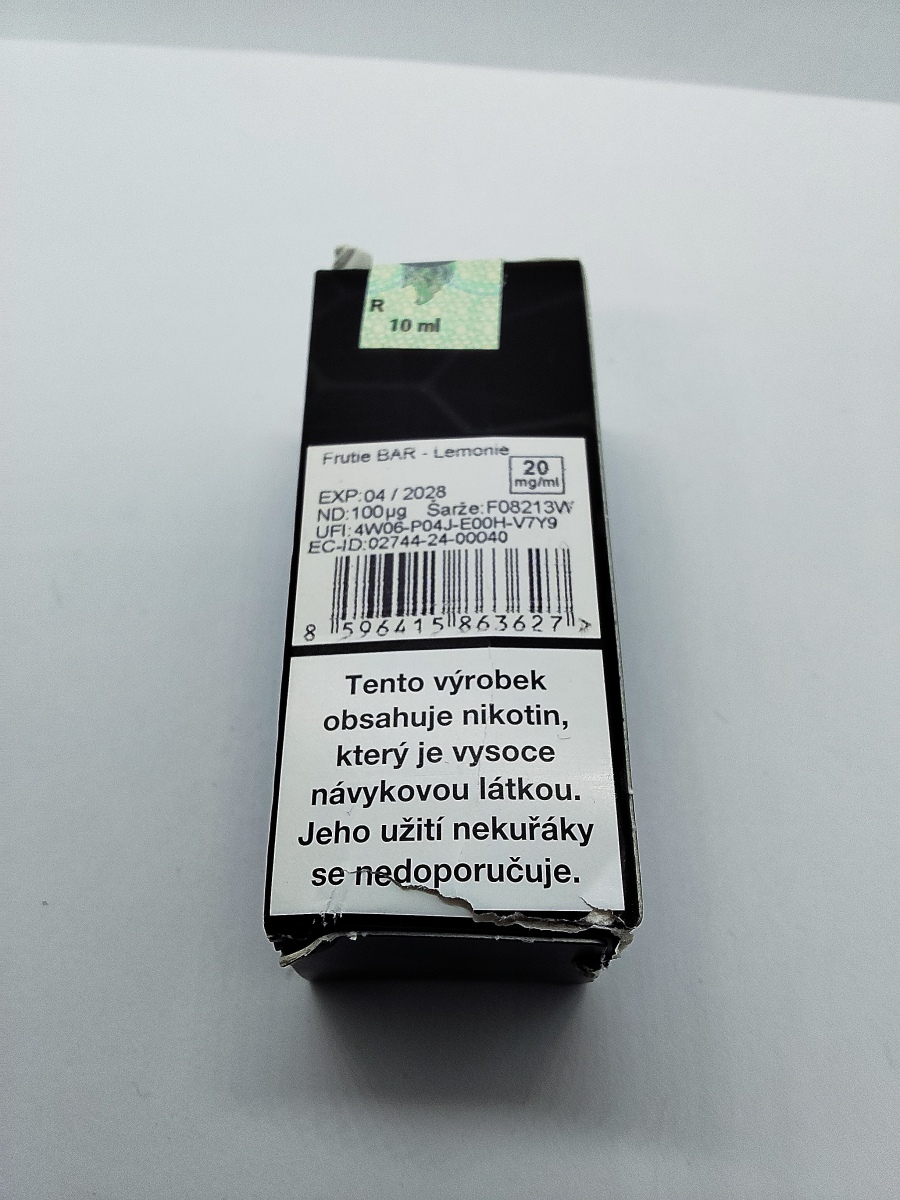 R
10 ml
Frutie BAR - Lemonie
20
mg/ml
EXP:04 / 2028
ND:100µg Šarže:F08213W
UFI:4W06-P04J-E00H-V7Y9
EC-ID:02744-24-00040
8 596415 863627 >
Tento výrobek
obsahuje nikotin,
který je vysoce
návykovou látkou.
Jeho užití nekuřáky
se nedoporučuje.